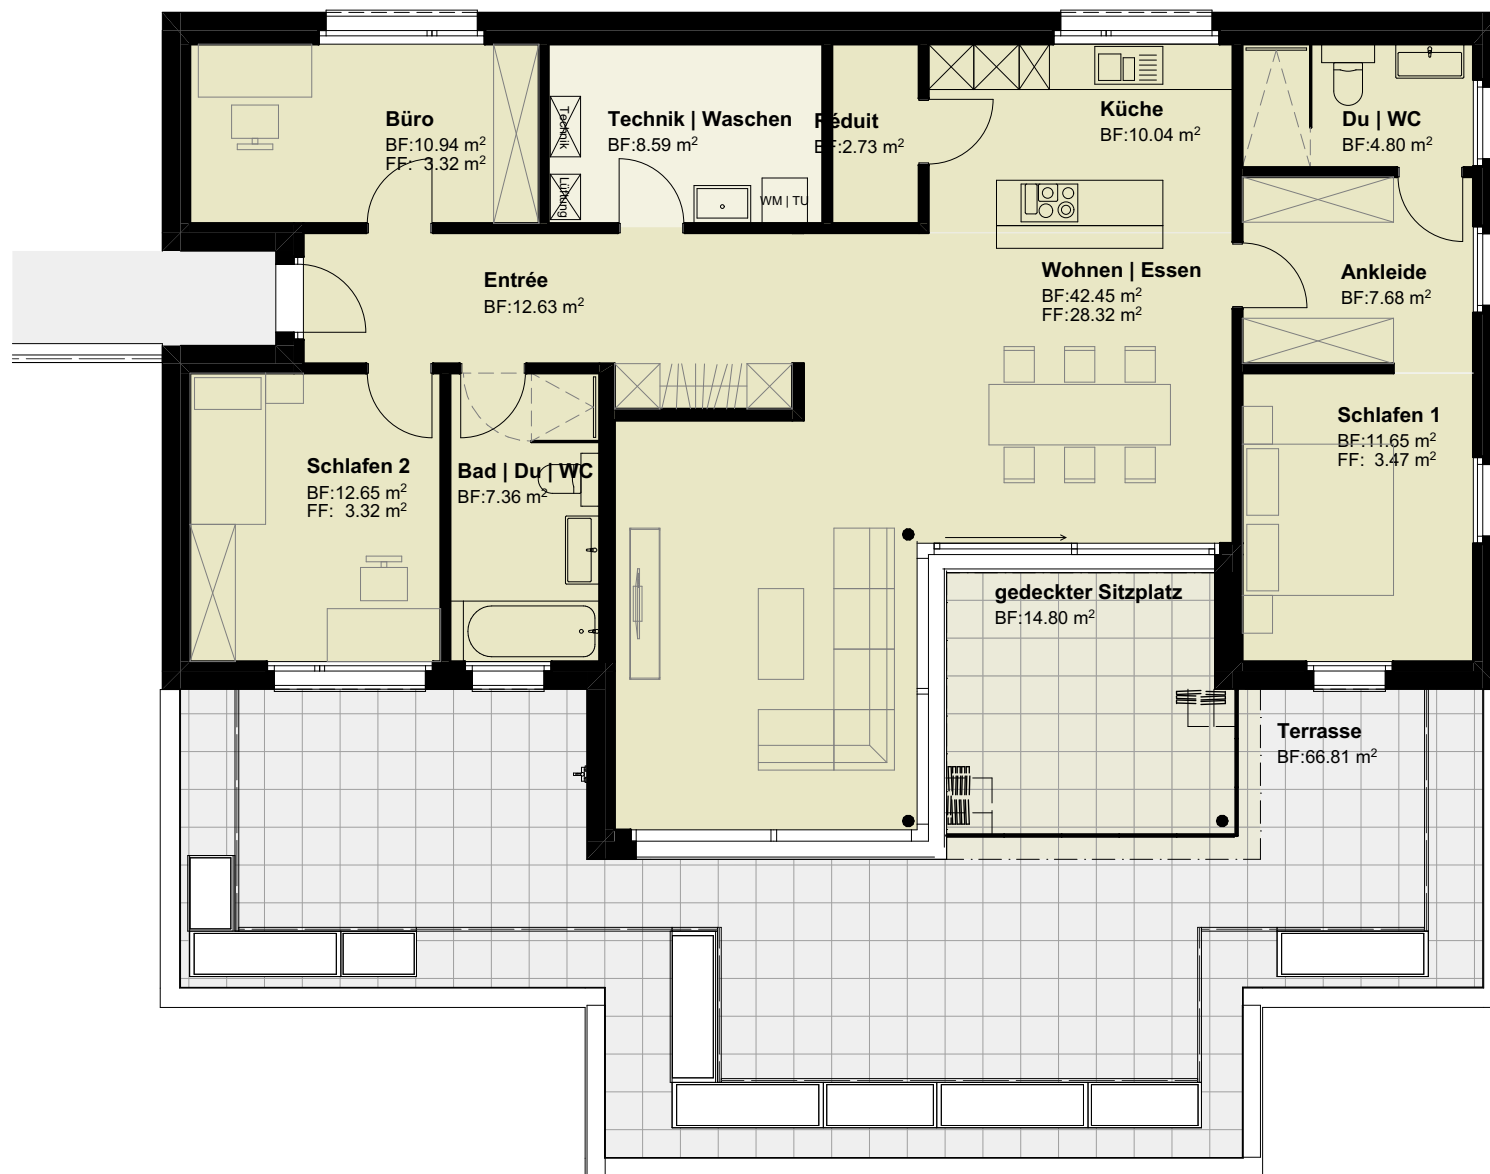 Büro
BF:10.94 m²
FF: 3.32 m²
Technik
Lüftung
Technik | Waschen
BF:8.59 m²
WM | TU
Réduit
BF:2.73 m²
Küche
BF:10.04 m²
Du | WC
BF:4.80 m²
Entrée
BF:12.63 m²
Wohnen | Essen
BF:42.45 m²
FF:28.32 m²
Ankleide
BF:7.68 m²
Schlafen 2
BF:12.65 m²
FF: 3.32 m²
Bad | Du | WC
BF:7.36 m²
Schlafen 1
BF:11.65 m²
FF: 3.47 m²
gedeckter Sitzplatz
BF:14.80 m²
Terrasse
BF:66.81 m²